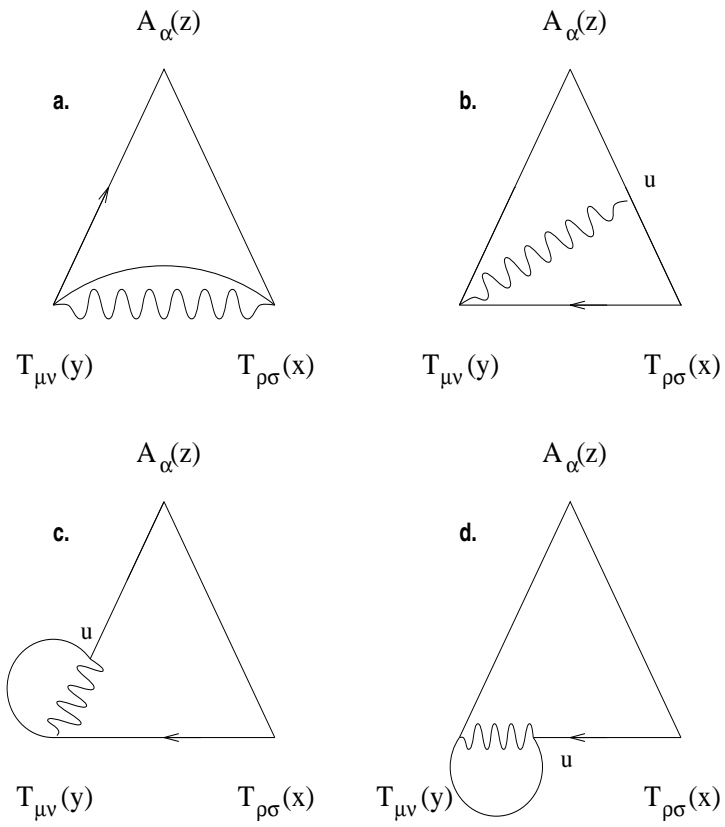 A_α(z) A_α(z)
a. b.
u
T_μν(y) T_ρσ(x) T_μν(y) T_ρσ(x)
A_α(z) A_α(z)
c. d.
u
u
T_μν(y) T_ρσ(x) T_μν(y) T_ρσ(x)